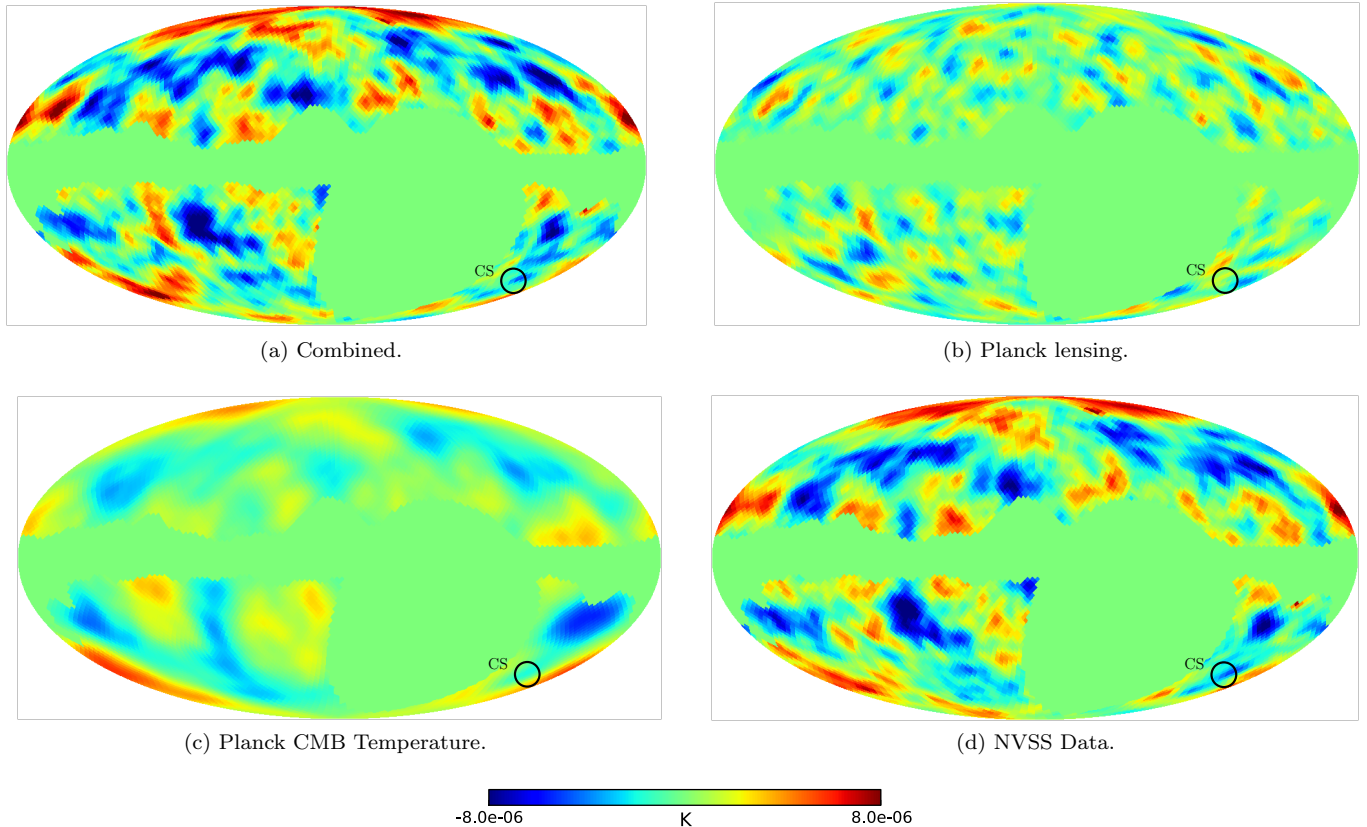 CS
CS
(a) Combined.
(b) Planck lensing.
CS
CS
(c) Planck CMB Temperature.
(d) NVSS Data.
-8.0e-06 K 8.0e-06